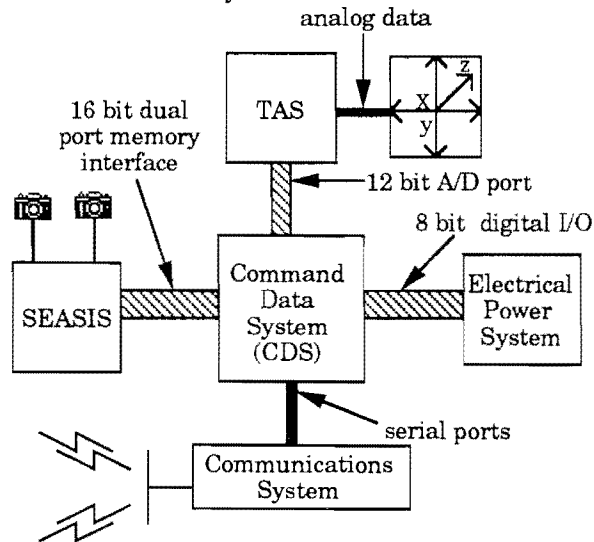 analog data
TAS
z
X
y
16 bit dual
port memory
interface
12 bit A/D port
8 bit digital I/O
SEASIS
Command
Data
System
(CDS)
Electrical
Power
System
serial ports
Communications
System